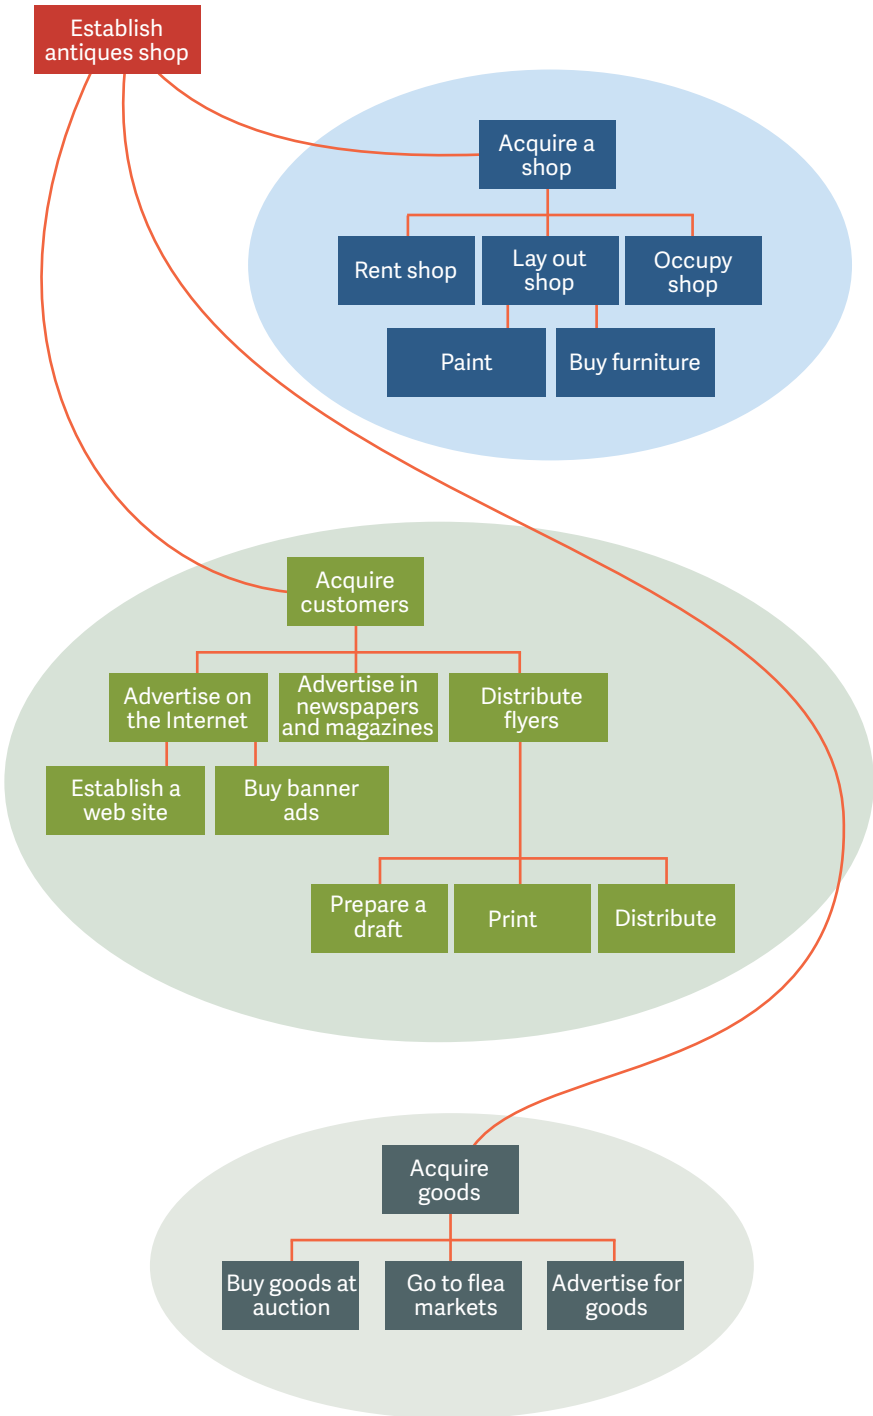 Establish
antiques shop
Acquire a
shop
Rent shop
Lay out
shop
Occupy
shop
Paint
Buy furniture
Acquire
customers
Advertise on
the Internet
Advertise in
newspapers
and magazines
Distribute
flyers
Establish a
web site
Buy banner
ads
Prepare a
draft
Print
Distribute
Acquire
goods
Buy goods at
auction
Go to flea
markets
Advertise for
goods